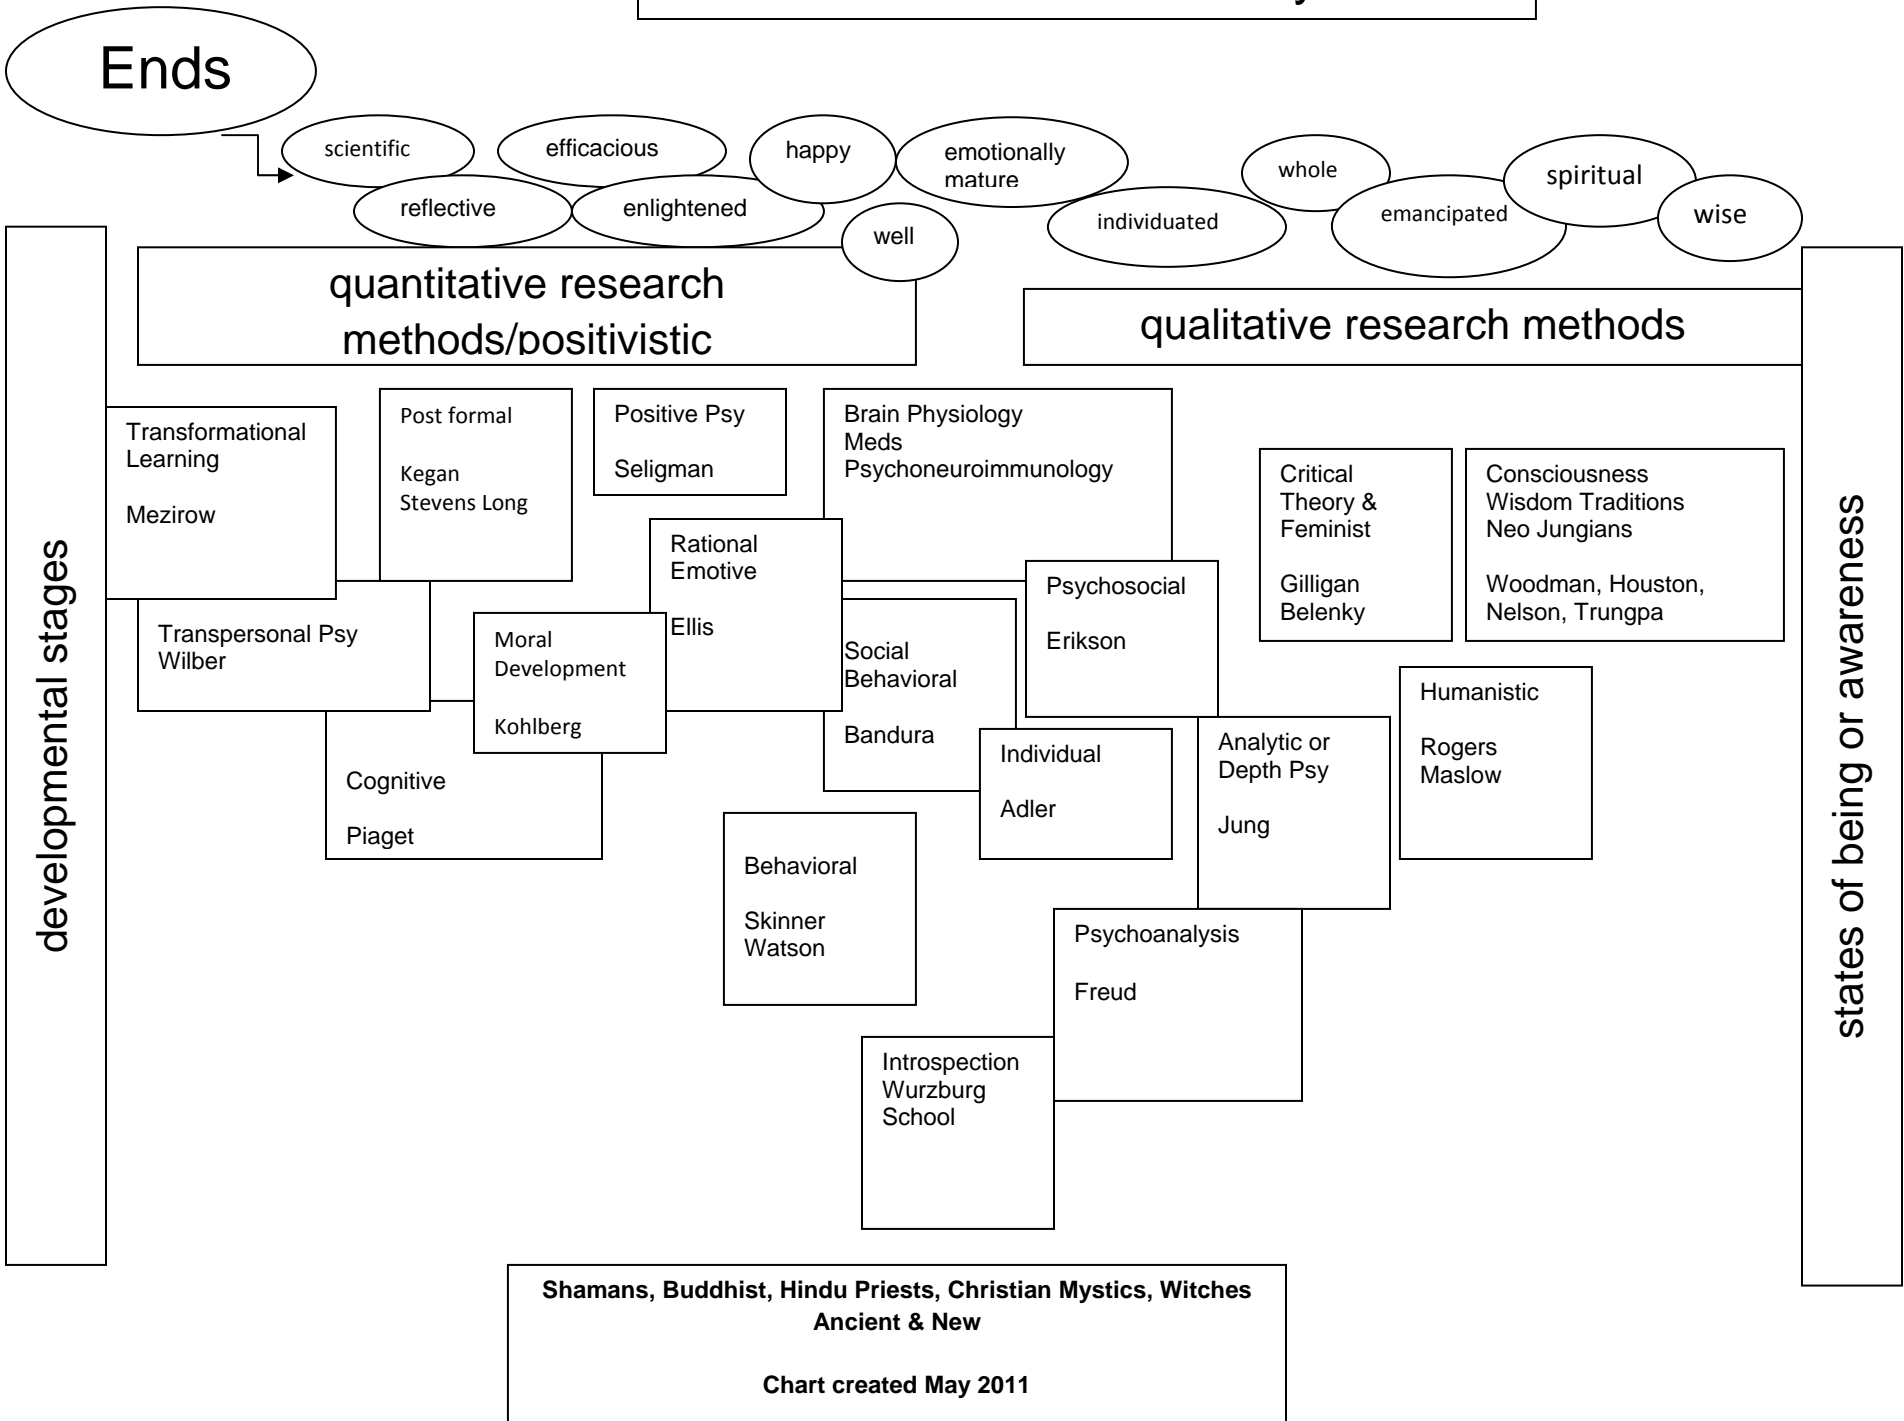 Ends
scientific
efficacious
happy
emotionally
mature
whole
spiritual
reflective
enlightened
individuated
emancipated
wise
well
quantitative research
methods/positivistic
qualitative research methods
developmental stages
states of being or awareness
Transformational
Learning
Mezirow
Post formal
Kegan
Stevens Long
Positive Psy
Seligman
Brain Physiology
Meds
Psychoneuroimmunology
Critical
Theory &
Feminist
Gilligan
Belenky
Consciousness
Wisdom Traditions
Neo Jungians
Woodman, Houston,
Nelson, Trungpa
Rational
Emotive
Ellis
Psychosocial
Erikson
Transpersonal Psy
Wilber
Moral
Development
Kohlberg
Social
Behavioral
Bandura
Humanistic
Rogers
Maslow
Cognitive
Piaget
Individual
Adler
Analytic or
Depth Psy
Jung
Behavioral
Skinner
Watson
Psychoanalysis
Freud
Introspection
Wurzburg
School
Shamans, Buddhist, Hindu Priests, Christian Mystics, Witches
Ancient & New
Chart created May 2011